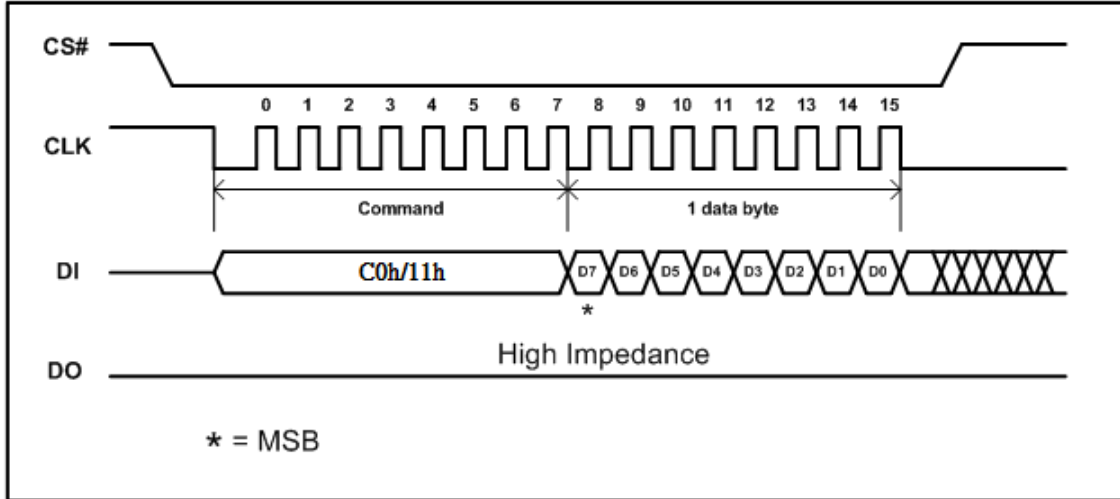 CS#
0 1 2 3 4 5 6 7 8 9 10 11 12 13 14 15
CLK
Command 1 data byte
DI C0h/11h D7 D6 D5 D4 D3 D2 D1 D0
*
High Impedance
DO
* = MSB